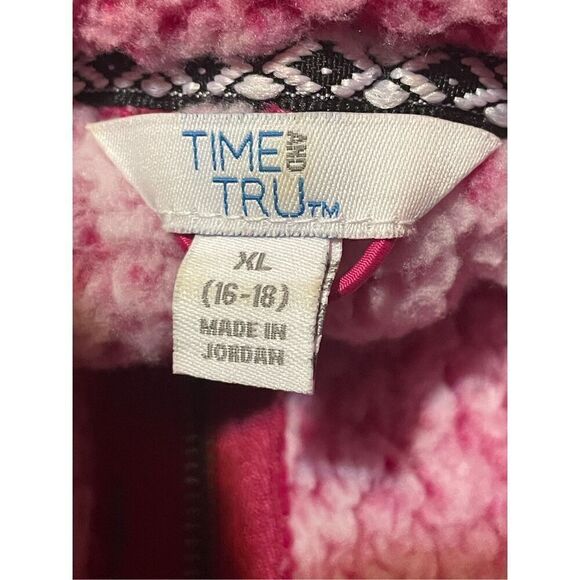 TIME AND
TRU™
XL
(16-18)
MADE IN
JORDAN